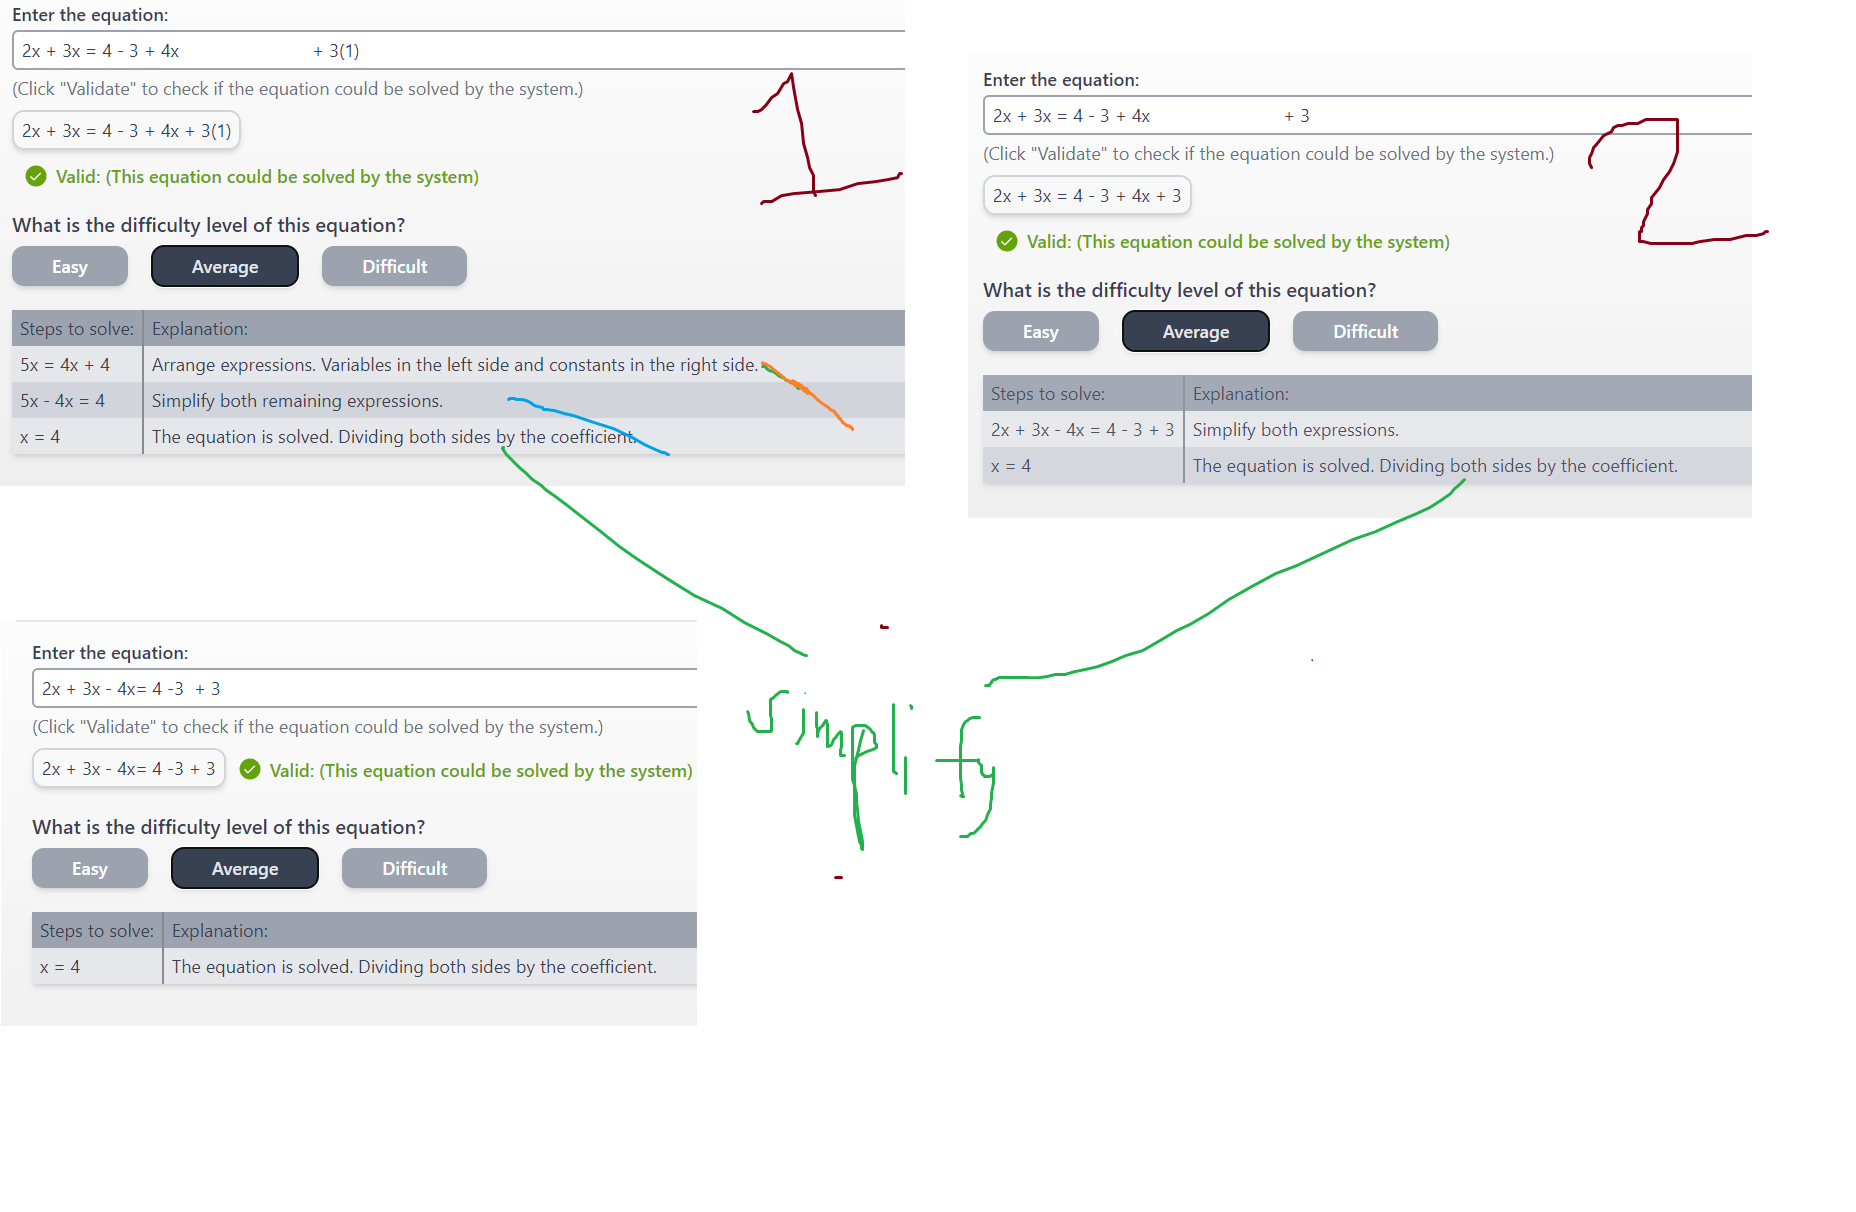 Enter the equation:
2x + 3x = 4 - 3 + 4x + 3(1)
(Click "Validate" to check if the equation could be solved by the system.)
2x + 3x = 4 - 3 + 4x + 3(1)
Valid: (This equation could be solved by the system)
What is the difficulty level of this equation?
Easy Average Difficult
Steps to solve: Explanation:
5x = 4x + 4 Arrange expressions. Variables in the left side and constants in the right side.
5x - 4x = 4 Simplify both remaining expressions.
x = 4 The equation is solved. Dividing both sides by the coefficient.
1
Enter the equation:
2x + 3x = 4 - 3 + 4x + 3
(Click "Validate" to check if the equation could be solved by the system.)
2x + 3x = 4 - 3 + 4x + 3
Valid: (This equation could be solved by the system)
What is the difficulty level of this equation?
Easy Average Difficult
Steps to solve: Explanation:
2x + 3x - 4x = 4 - 3 + 3 Simplify both expressions.
x = 4 The equation is solved. Dividing both sides by the coefficient.
2
simplify
Enter the equation:
2x + 3x - 4x= 4 -3 + 3
(Click "Validate" to check if the equation could be solved by the system.)
2x + 3x - 4x= 4 -3 + 3 Valid: (This equation could be solved by the system)
What is the difficulty level of this equation?
Easy Average Difficult
Steps to solve: Explanation:
x = 4 The equation is solved. Dividing both sides by the coefficient.